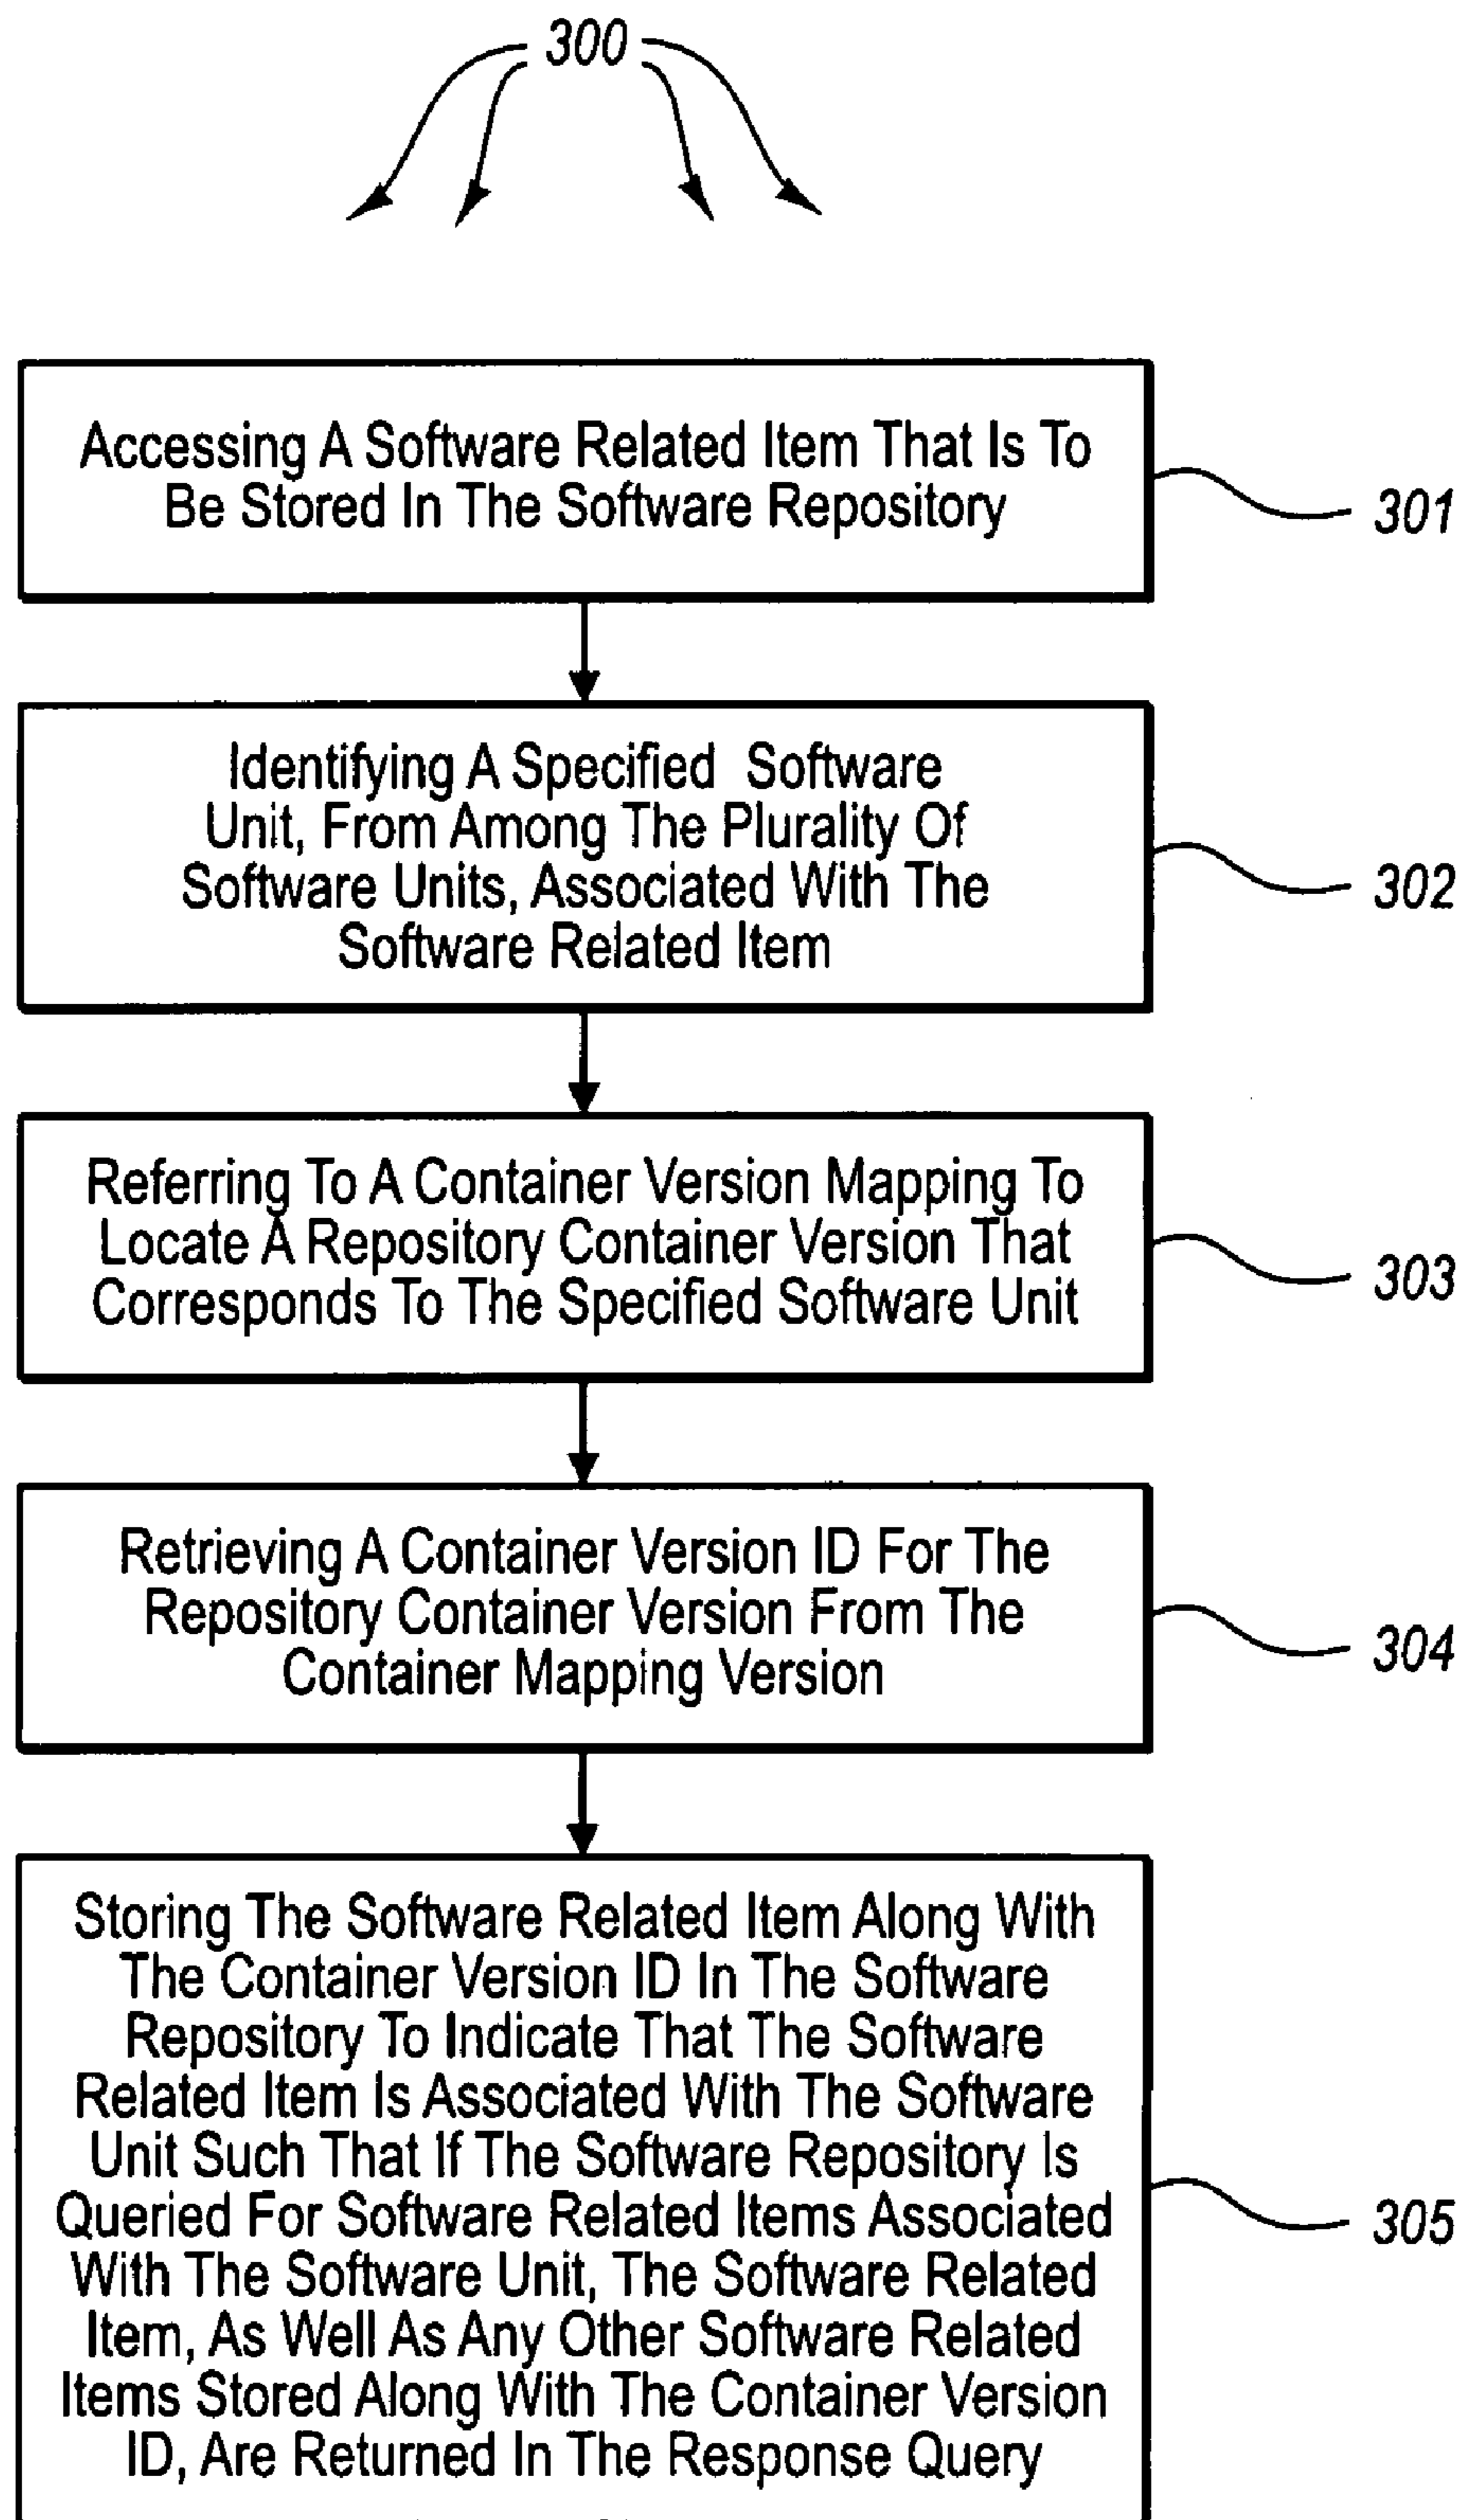 300
Accessing A Software Related Item That Is To
Be Stored In The Software Repository
301
Identifying A Specified Software
Unit, From Among The Plurality Of
Software Units, Associated With The
Software Related Item
302
Referring To A Container Version Mapping To
Locate A Repository Container Version That
Corresponds To The Specified Software Unit
303
Retrieving A Container Version ID For The
Repository Container Version From The
Container Mapping Version
304
Storing The Software Related Item Along With
The Container Version ID In The Software
Repository To Indicate That The Software
Related Item Is Associated With The Software
Unit Such That If The Software Repository Is
Queried For Software Related Items Associated
With The Software Unit, The Software Related
Item, As Well As Any Other Software Related
Items Stored Along With The Container Version
ID, Are Returned In The Response Query
305